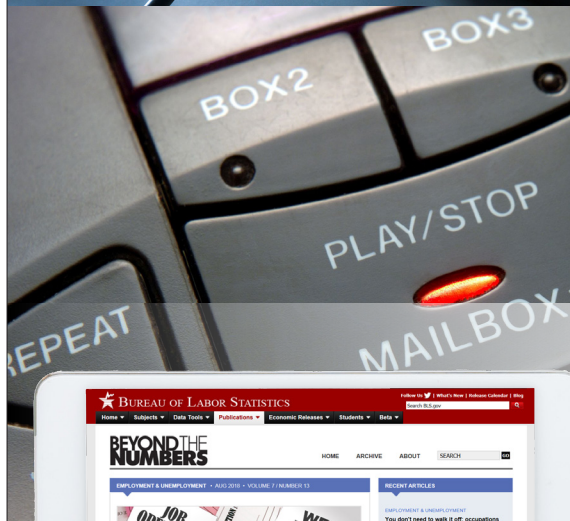 BOX2
BOX3
PLAY/STOP
REPEAT
MAILBOX
BUREAU OF LABOR STATISTICS
Follow Us | What's New | Release Calendar | Blog
Search BLS.gov
Home Subjects Data Tools Publications Economic Releases Students Beta
BEYOND THE
NUMBERS
HOME ARCHIVE ABOUT SEARCH GO
EMPLOYMENT & UNEMPLOYMENT • AUG 2018 • VOLUME 7 / NUMBER 13
RECENT ARTICLES
EMPLOYMENT & UNEMPLOYMENT
You don't need to walk it off: occupations
JOB